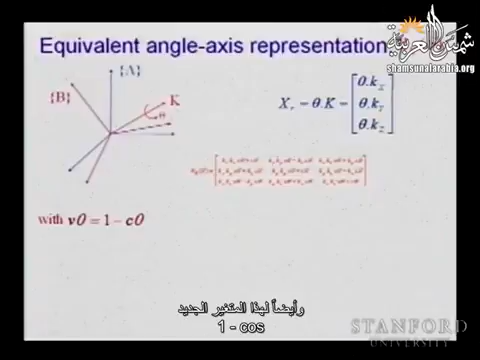 شمس العربية
shamsunalarabia.org
Equivalent angle-axis representation
{A}
{B}
K
θ
X_r = θ.K = [θ.k_X
θ.k_Y
θ.k_Z]
with vθ = 1 − cθ
وأيضاً لهذا المتغير الجديد
1 - cos
STANFORD
UNIVERSITY